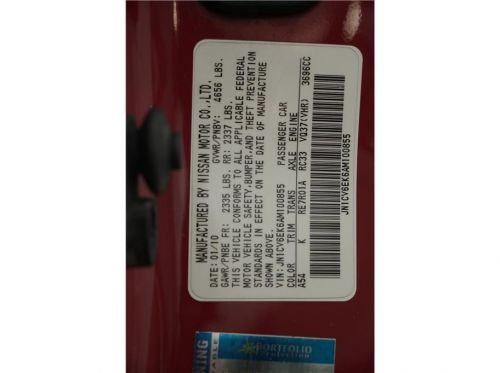 MANUFACTURED BY NISSAN MOTOR CO.,LTD.
DATE: 01/10 GVWR/PNBV: 4656 LBS.
GAWR/PNBE FR: 2335 LBS. RR: 2337 LBS.
THIS VEHICLE CONFORMS TO ALL APPLICABLE FEDERAL
MOTOR VEHICLE SAFETY,BUMPER,AND THEFT PREVENTION
STANDARDS IN EFFECT ON THE DATE OF MANUFACTURE
SHOWN ABOVE.
VIN:JN1CV6EK6AM100855 PASSENGER CAR
COLOR TRIM TRANS AXLE ENGINE
A54 K RE7R01A RC33 VQ37(VHR) 3696CC
JN1CV6EK6AM100855
PORTFOLIO